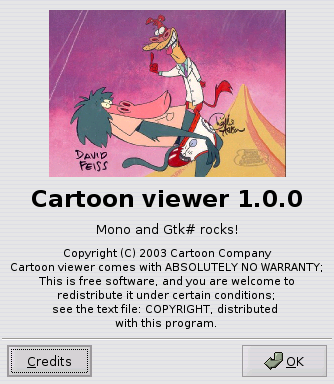 DAVID
FEISS
Cartoon viewer 1.0.0
Mono and Gtk# rocks!
Copyright (C) 2003 Cartoon Company
Cartoon viewer comes with ABSOLUTELY NO WARRANTY;
This is free software, and you are welcome to
redistribute it under certain conditions;
see the text file: COPYRIGHT, distributed
with this program.
Credits
OK